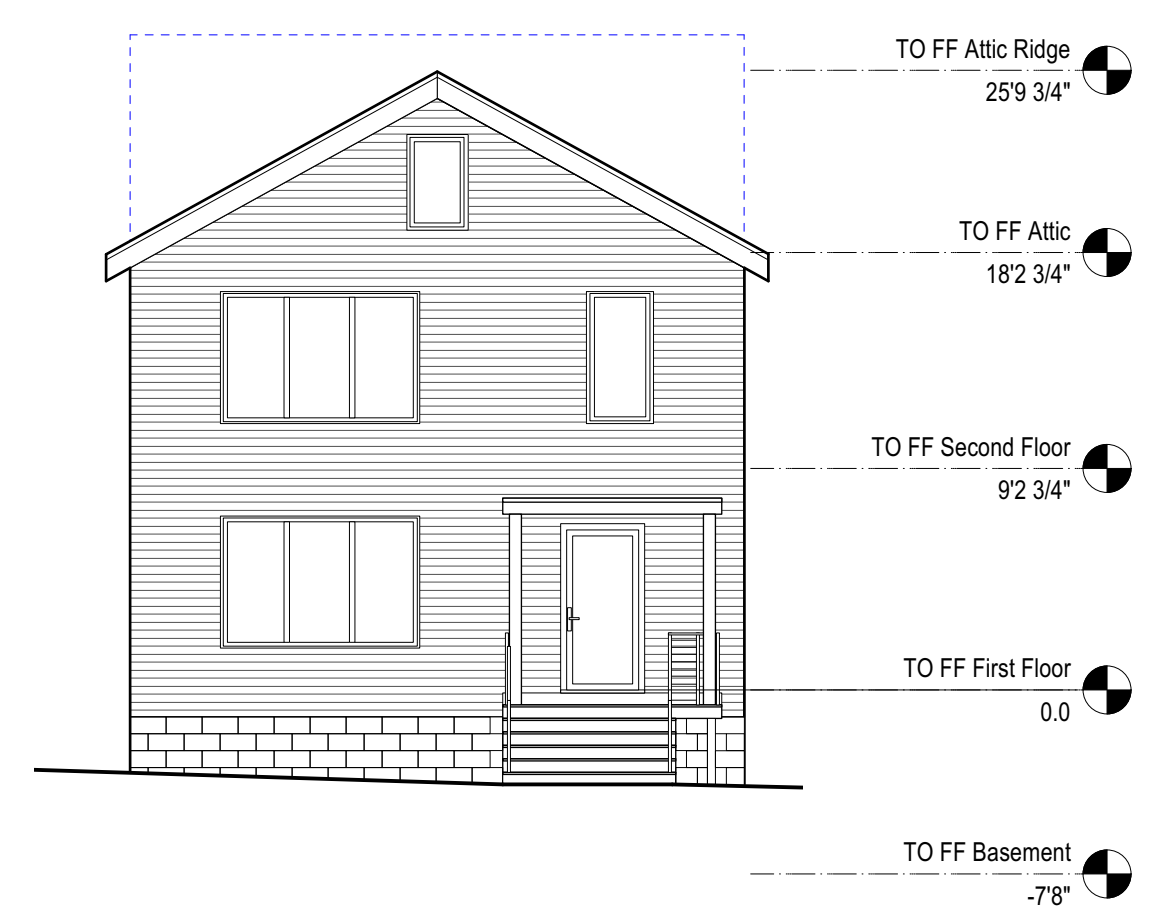 TO FF Attic Ridge
25'9 3/4"
TO FF Attic
18'2 3/4"
TO FF Second Floor
9'2 3/4"
TO FF First Floor
0.0
TO FF Basement
-7'8"